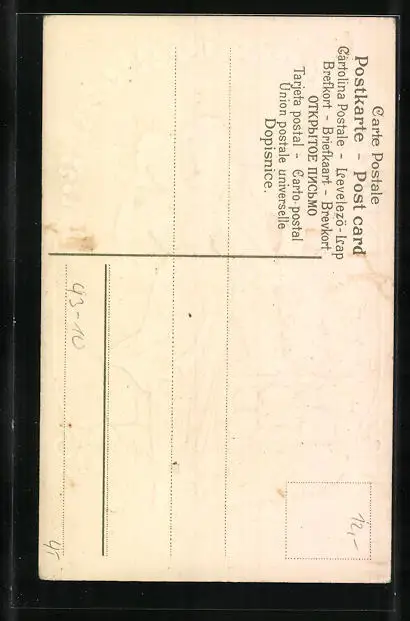 Carte Postale
Postkarte - Post card
Cartolina Postale - Levelező-Lap
Brefkort - Briefkaart - Brevkort
ОТКРЫТОЕ ПИСЬМО
Tarjeta postal - Carto-postal
Union postale universelle
Dopisnice.
12,-
93-10